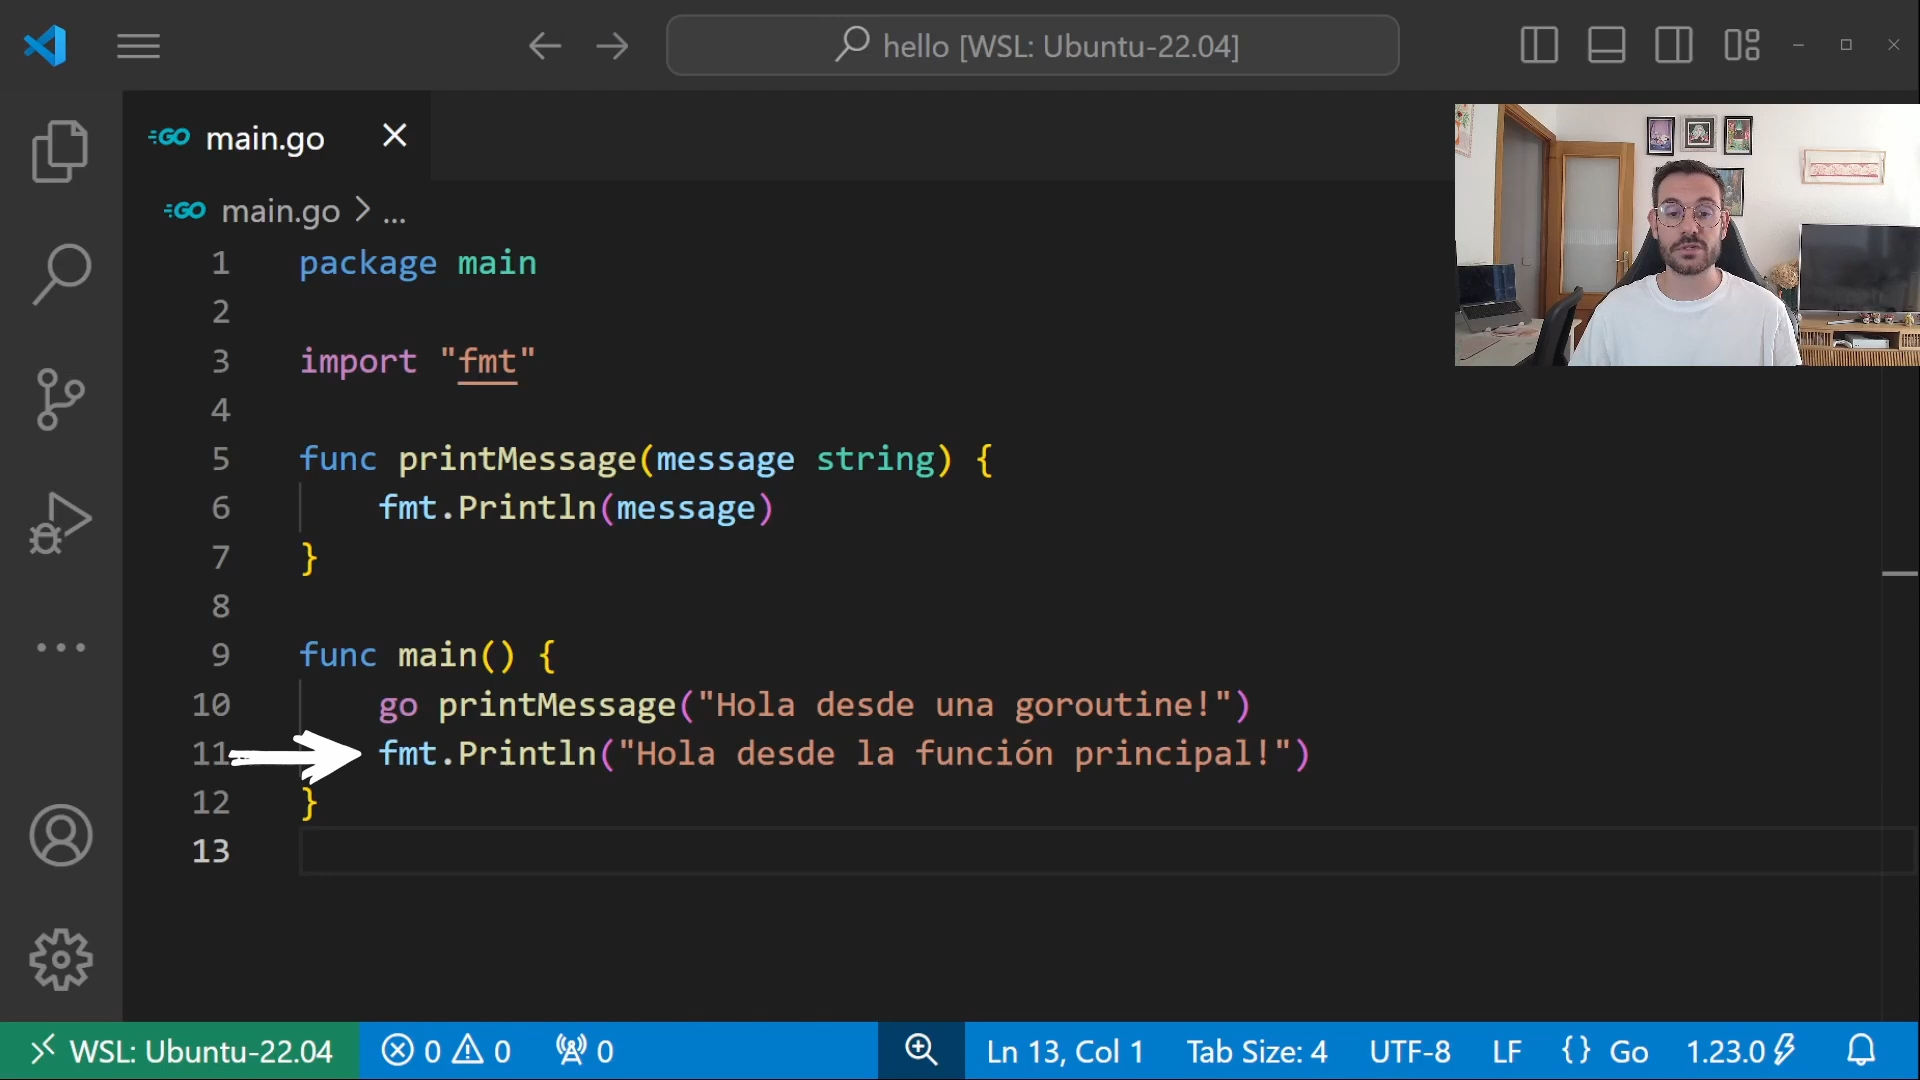 hello [WSL: Ubuntu-22.04]
GO main.go
GO main.go > ...
1 package main
2
3 import "fmt"
4
5 func printMessage(message string) {
6 fmt.Println(message)
7 }
8
9 func main() {
10 go printMessage("Hola desde una goroutine!")
11 fmt.Println("Hola desde la función principal!")
12 }
13
WSL: Ubuntu-22.04 0 0 0 Ln 13, Col 1 Tab Size: 4 UTF-8 LF {} Go 1.23.0